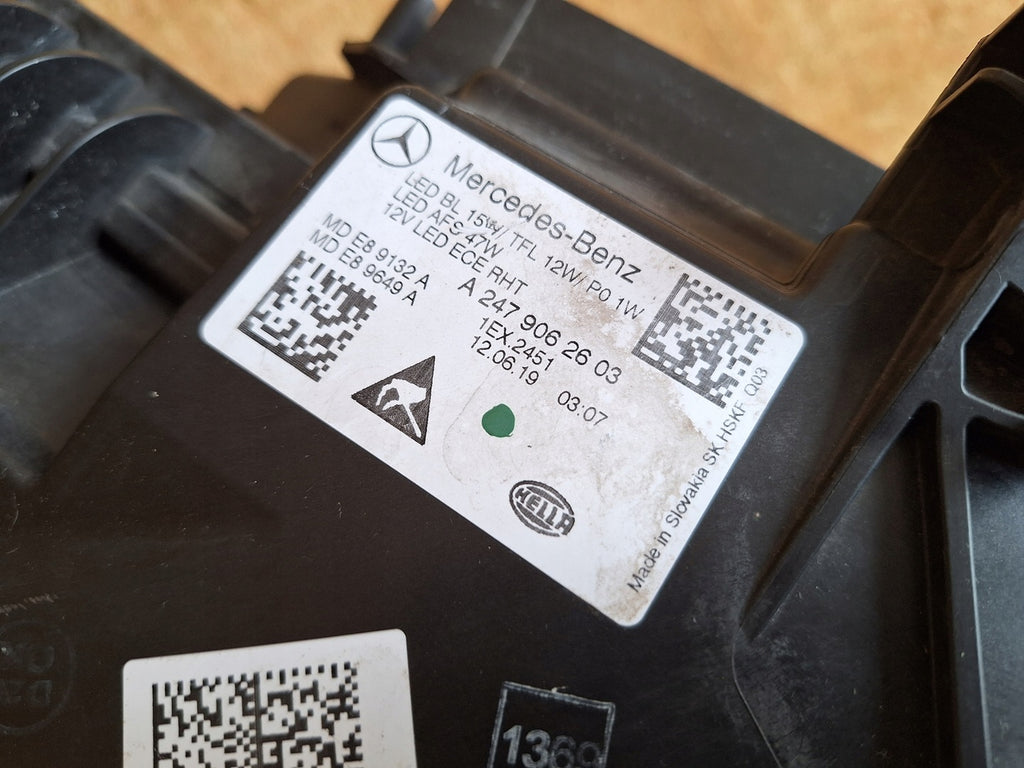 Mercedes-Benz
LED BL 15W/ TFL 12W/ P0 1W
LED AFS 47W
12V LED ECE RHT
MD E8 9132 A
MD E8 9649 A
A 247 906 26 03
1EX.2451
12.06.19 03:07
HELLA
Made in Slovakia SK HSKF Q03
1369